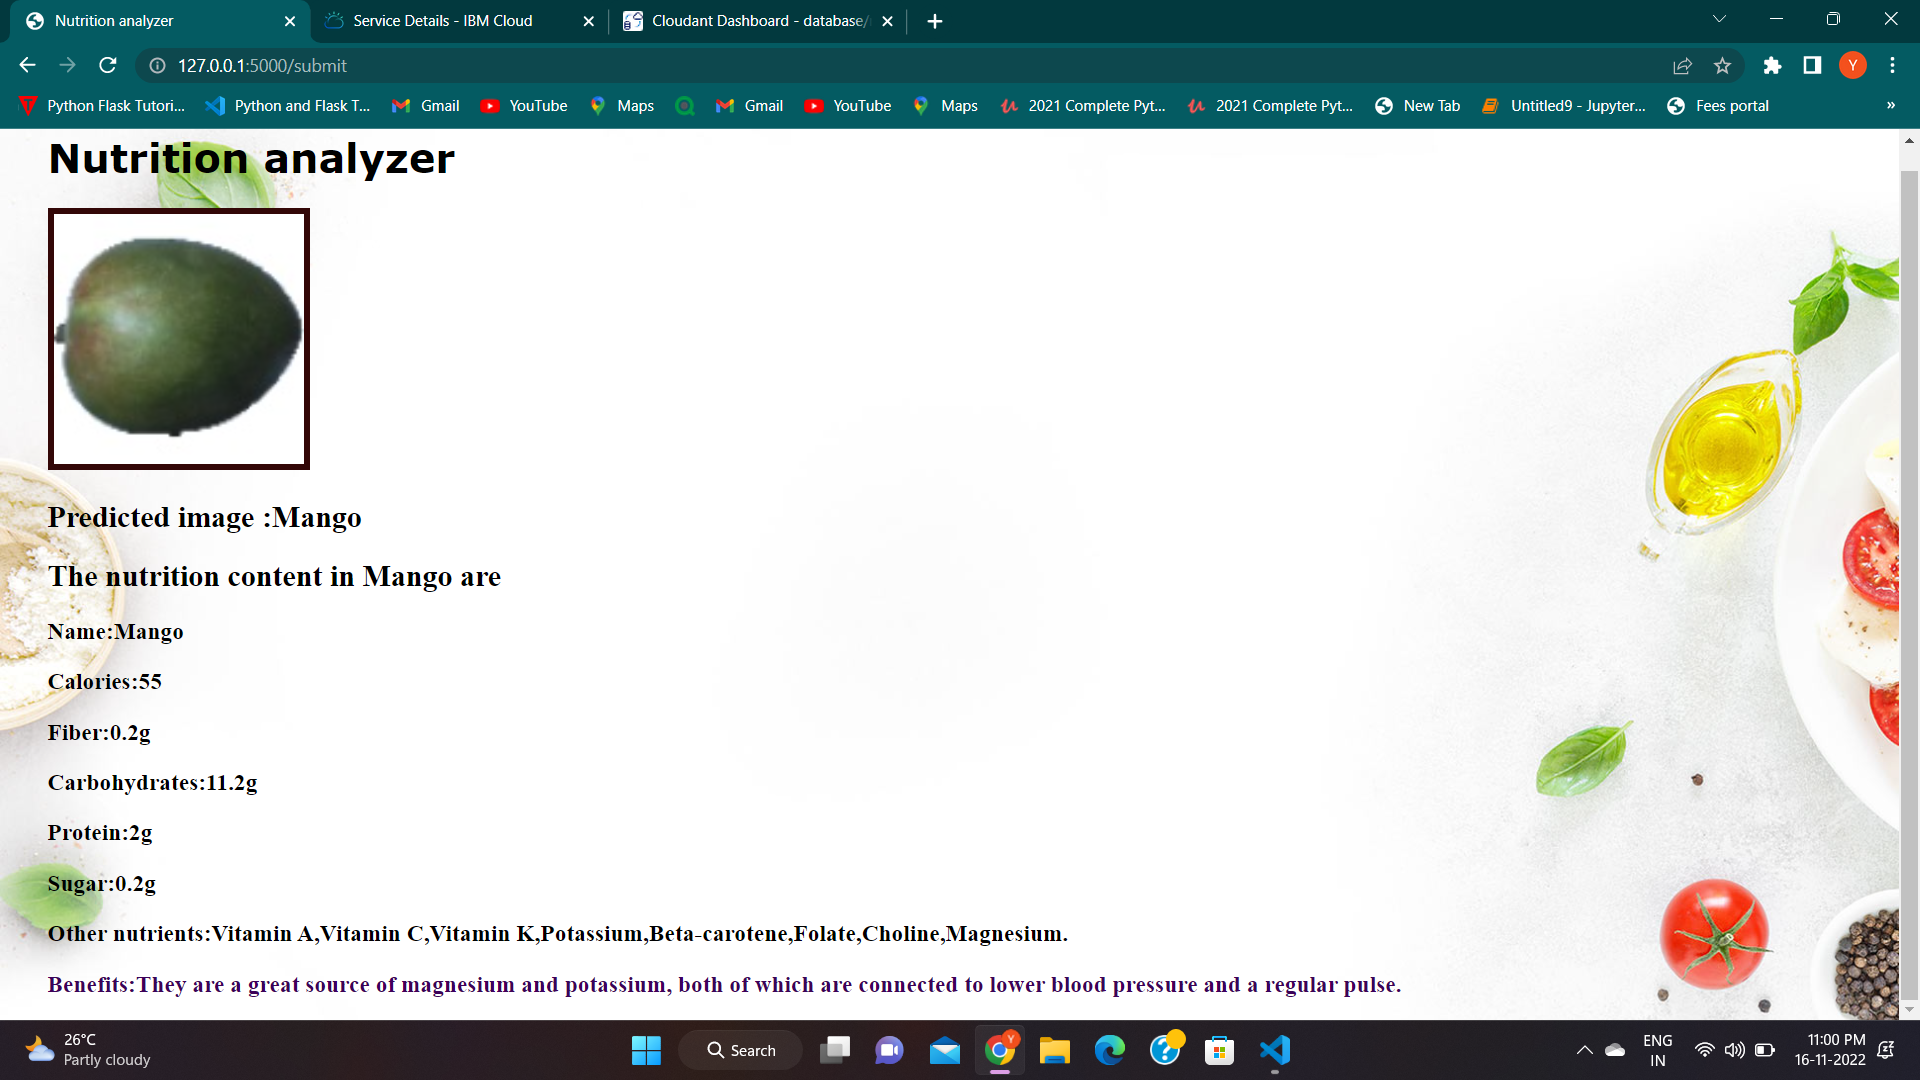 Nutrition analyzer
Service Details - IBM Cloud
Cloudant Dashboard - database/
127.0.0.1:5000/submit
Y
Python Flask Tutori...
Python and Flask T...
Gmail
YouTube
Maps
Gmail
YouTube
Maps
2021 Complete Pyt...
2021 Complete Pyt...
New Tab
Untitled9 - Jupyter...
Fees portal
»
Nutrition analyzer
Predicted image :Mango
The nutrition content in Mango are
Name:Mango
Calories:55
Fiber:0.2g
Carbohydrates:11.2g
Protein:2g
Sugar:0.2g
Other nutrients:Vitamin A,Vitamin C,Vitamin K,Potassium,Beta-carotene,Folate,Choline,Magnesium.
Benefits:They are a great source of magnesium and potassium, both of which are connected to lower blood pressure and a regular pulse.
26°C
Partly cloudy
Search
Y
ENG
IN
11:00 PM
16-11-2022